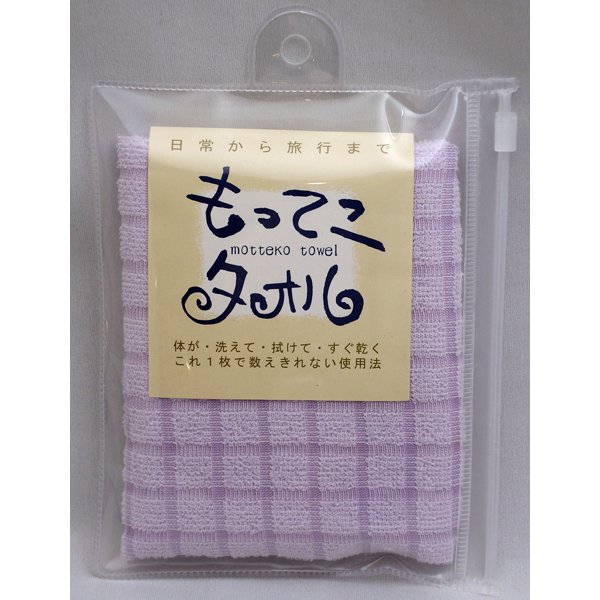 日常から旅行まで
もってこ
motteko towel
タオル
体が・洗えて・拭けて・すぐ乾く
これ1枚で数えきれない使用法